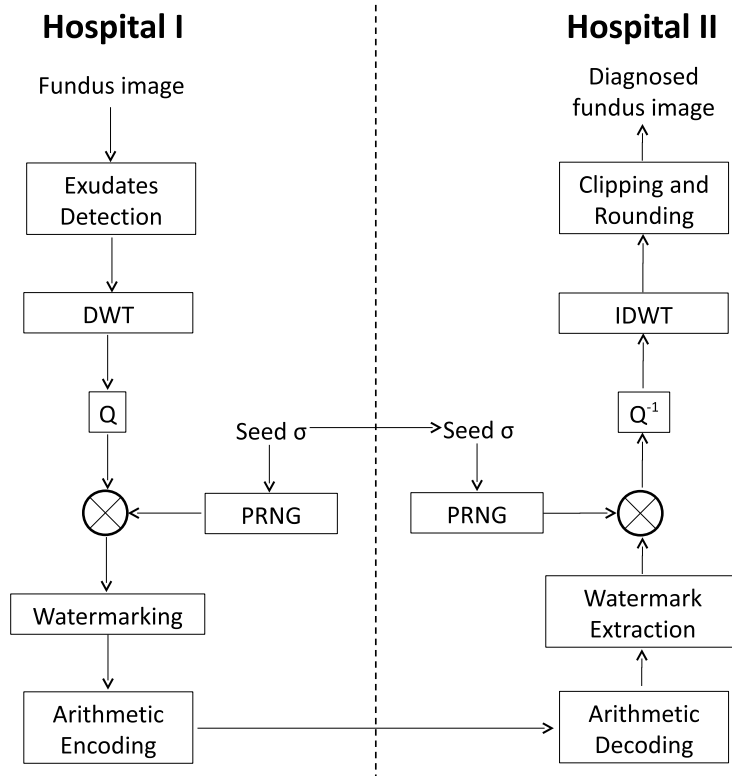 Hospital I
Fundus image
Exudates
Detection
DWT
Q
Seed σ
PRNG
Watermarking
Arithmetic
Encoding
Hospital II
Diagnosed
fundus image
Clipping and
Rounding
IDWT
Q⁻¹
Seed σ
PRNG
Watermark
Extraction
Arithmetic
Decoding